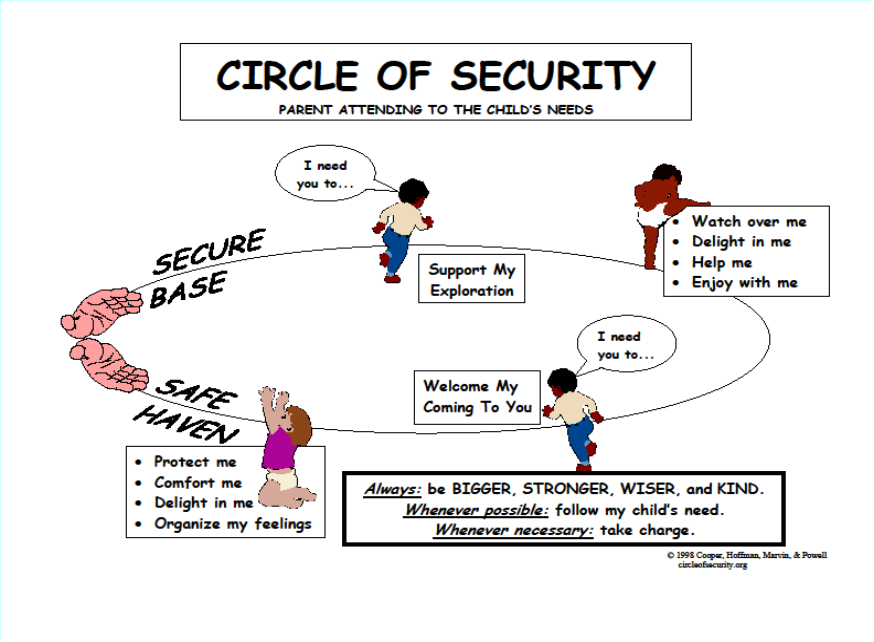 CIRCLE OF SECURITY
PARENT ATTENDING TO THE CHILD'S NEEDS
I need
you to...
SECURE
BASE
Support My
Exploration
• Watch over me
• Delight in me
• Help me
• Enjoy with me
I need
you to...
Welcome My
Coming To You
SAFE
HAVEN
• Protect me
• Comfort me
• Delight in me
• Organize my feelings
Always: be BIGGER, STRONGER, WISER, and KIND.
Whenever possible: follow my child's need.
Whenever necessary: take charge.
© 1998 Cooper, Hoffman, Marvin, & Powell
circleofsecurity.org